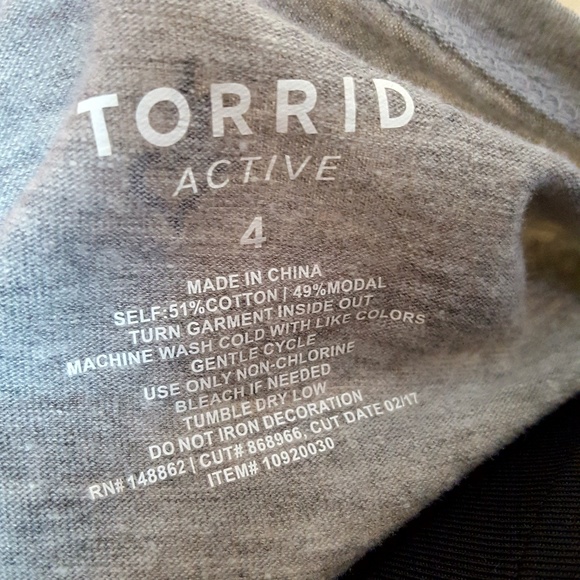 TORRID
ACTIVE
4
MADE IN CHINA
SELF:51%COTTON | 49%MODAL
TURN GARMENT INSIDE OUT
MACHINE WASH COLD WITH LIKE COLORS
GENTLE CYCLE
USE ONLY NON-CHLORINE
BLEACH IF NEEDED
TUMBLE DRY LOW
DO NOT IRON DECORATION
RN# 148862 | CUT# 868966, CUT DATE 02/17
ITEM# 10920030